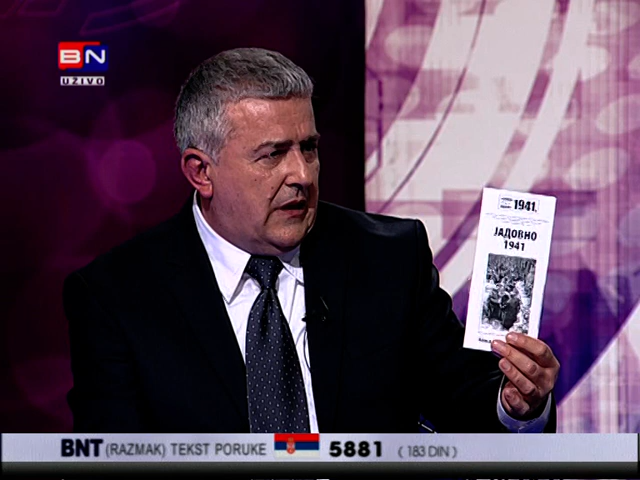 BN
UŽIVO
1941.
ЈАДОВНО
1941
BNT (RAZMAK) TEKST PORUKE 5881 ( 183 DIN )